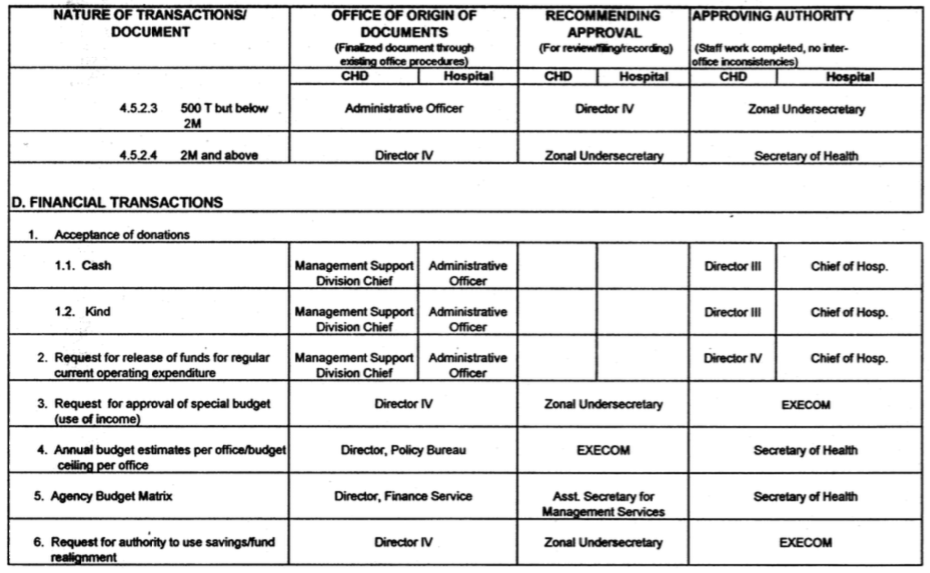 NATURE OF TRANSACTIONS/ DOCUMENT
OFFICE OF ORIGIN OF DOCUMENTS
(Finalized document through existing office procedures)
RECOMMENDING APPROVAL
(For review/filing/recording)
APPROVING AUTHORITY
(Staff work completed, no inter-office inconsistencies)
CHD Hospital CHD Hospital CHD Hospital
4.5.2.3 500 T but below 2M Administrative Officer Director IV Zonal Undersecretary
4.5.2.4 2M and above Director IV Zonal Undersecretary Secretary of Health
D. FINANCIAL TRANSACTIONS
1. Acceptance of donations
1.1. Cash Management Support Division Chief Administrative Officer Director III Chief of Hosp.
1.2. Kind Management Support Division Chief Administrative Officer Director III Chief of Hosp.
2. Request for release of funds for regular current operating expenditure Management Support Division Chief Administrative Officer Director IV Chief of Hosp.
3. Request for approval of special budget (use of income) Director IV Zonal Undersecretary EXECOM
4. Annual budget estimates per office/budget ceiling per office Director, Policy Bureau EXECOM Secretary of Health
5. Agency Budget Matrix Director, Finance Service Asst. Secretary for Management Services Secretary of Health
6. Request for authority to use savings/fund realignment Director IV Zonal Undersecretary EXECOM